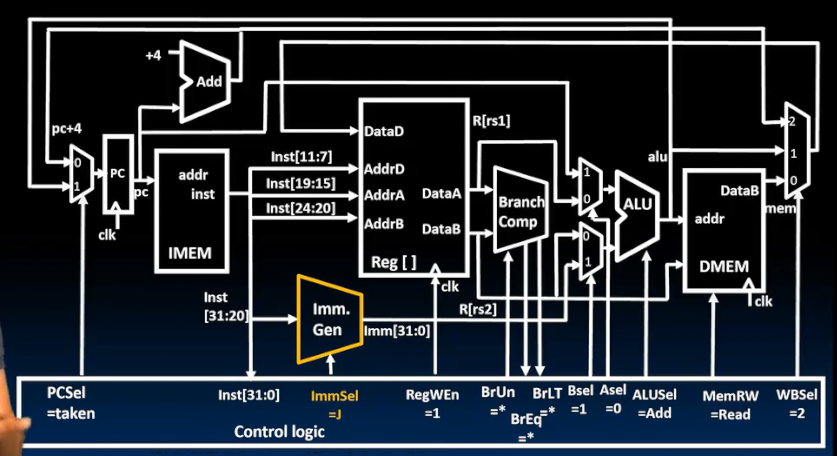 +4
Add
pc+4
0
1
PC
pc
clk
addr
inst
IMEM
Inst[11:7]
Inst[19:15]
Inst[24:20]
DataD
AddrD
AddrA
AddrB
DataA
DataB
Reg [ ]
clk
R[rs1]
Branch
Comp
R[rs2]
Inst
[31:20]
Imm.
Gen
Imm[31:0]
1
0
0
1
ALU
alu
addr
DataB
DMEM
clk
mem
2
1
0
PCSel
=taken
Inst[31:0]
ImmSel
=J
RegWEn
=1
BrUn
=*
BrEq
=*
BrLT
=*
Bsel
=1
Asel
=0
ALUSel
=Add
MemRW
=Read
WBSel
=2
Control logic